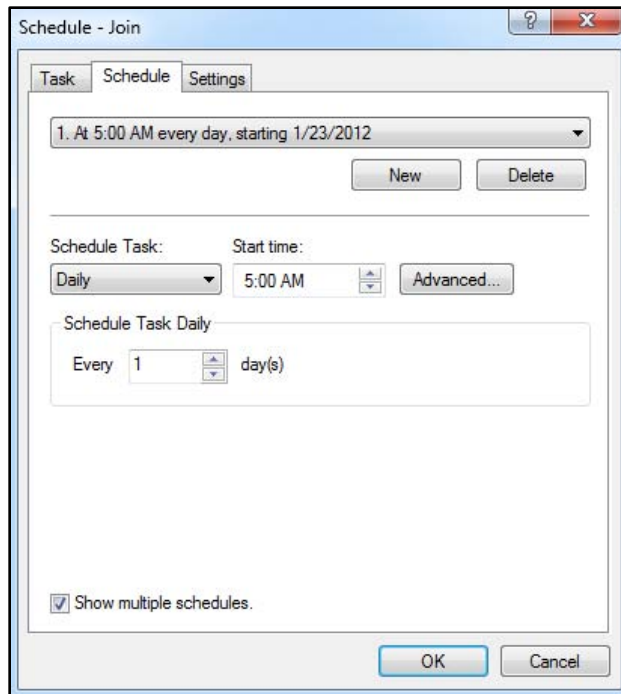 Schedule - Join
Task Schedule Settings
1. At 5:00 AM every day, starting 1/23/2012
New Delete
Schedule Task: Start time:
Daily 5:00 AM Advanced...
Schedule Task Daily
Every 1 day(s)
Show multiple schedules.
OK Cancel